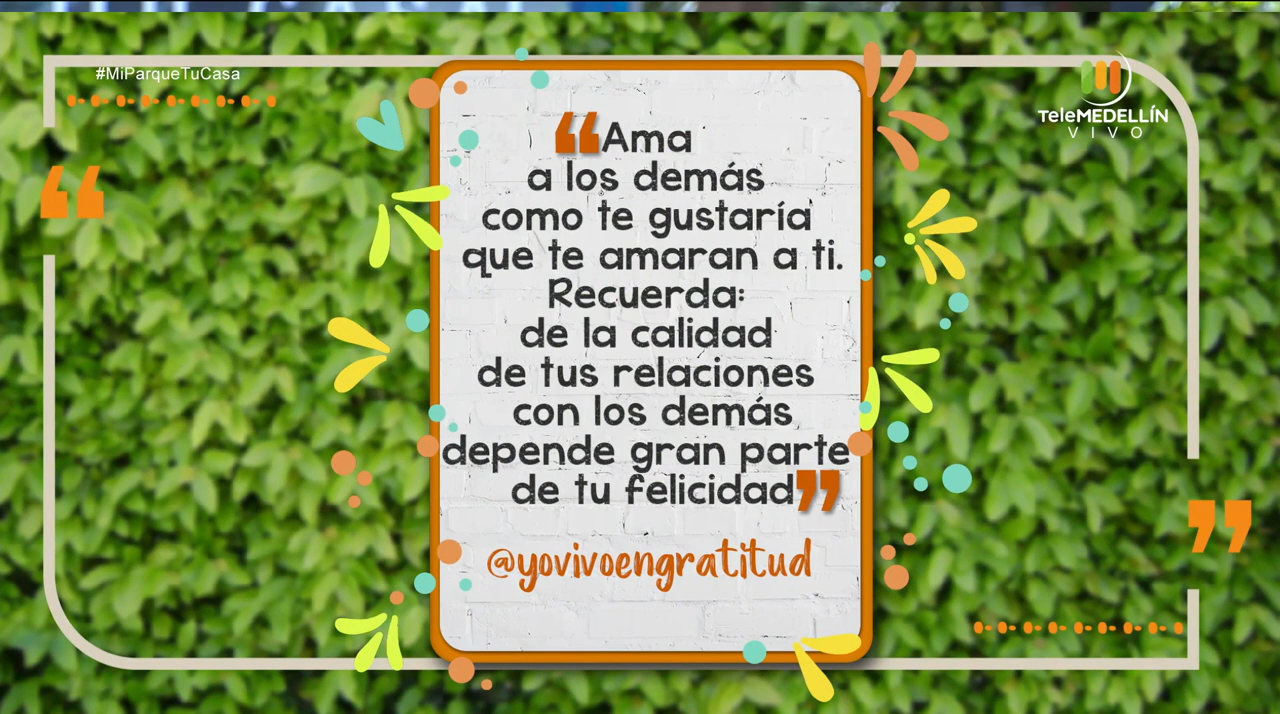 #MiParqueTuCasa
TeleMEDELLÍN
VIVO
“Ama
a los demás
como te gustaría
que te amaran a ti.
Recuerda:
de la calidad
de tus relaciones
con los demás
depende gran parte
de tu felicidad”
@yovivoengratitud